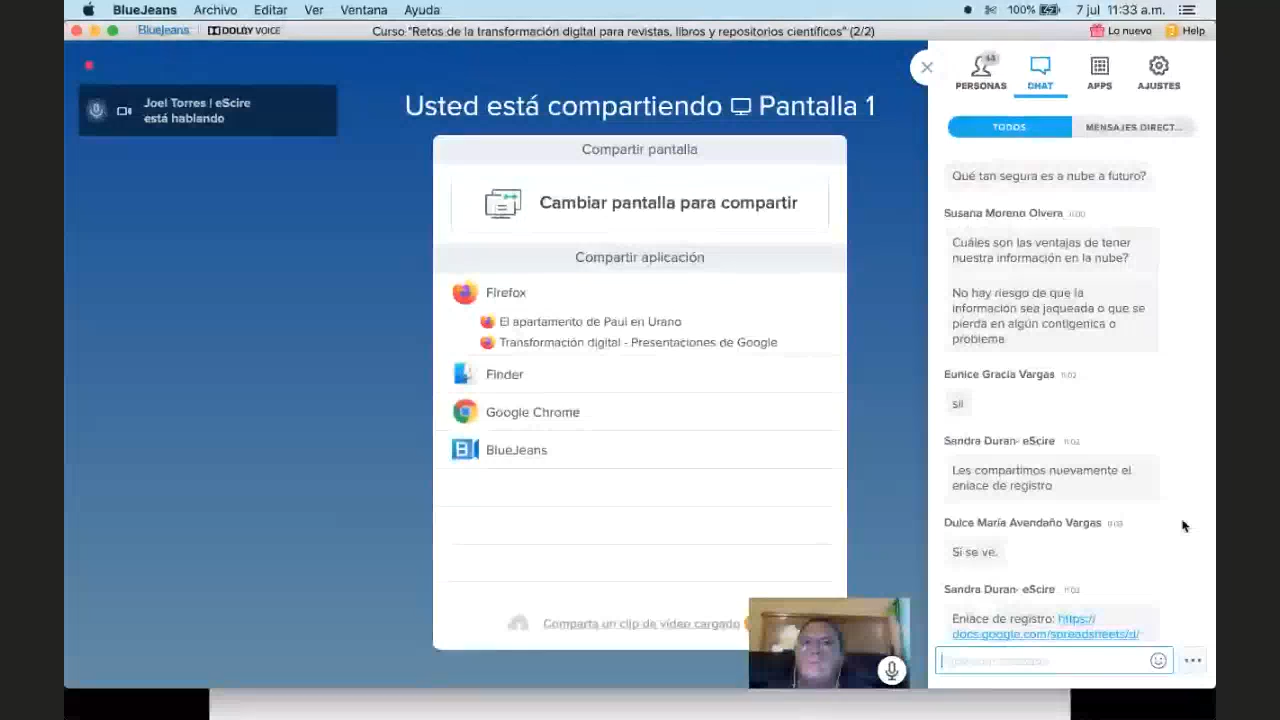 BlueJeans Archivo Editar Ver Ventana Ayuda
100% 7 jul 11:33 a.m.
BlueJeans DOLBY VOICE
Curso "Retos de la transformación digital para revistas, libros y repositorios científicos" (2/2)
Lo nuevo Help
Joel Torres | eScire
está hablando
Usted está compartiendo Pantalla 1
Compartir pantalla
Cambiar pantalla para compartir
Compartir aplicación
Firefox
El apartamento de Paul en Urano
Transformación digital - Presentaciones de Google
Finder
Google Chrome
BlueJeans
Comparta un clip de vídeo cargado
PERSONAS
CHAT
APPS
AJUSTES
TODOS
MENSAJES DIRECT...
Qué tan segura es a nube a futuro?
Susana Moreno Olvera
Cuáles son las ventajas de tener
nuestra información en la nube?
No hay riesgo de que la
información sea jaqueada o que se
pierda en algún contigenica o
problema
Eunice Gracia Vargas
Sandra Duran- eScire
Les compartimos nuevamente el
enlace de registro
Dulce María Avendaño Vargas
Si se ve.
Sandra Duran- eScire
Enlace de registro: https://
docs.google.com/spreadsheets/d/